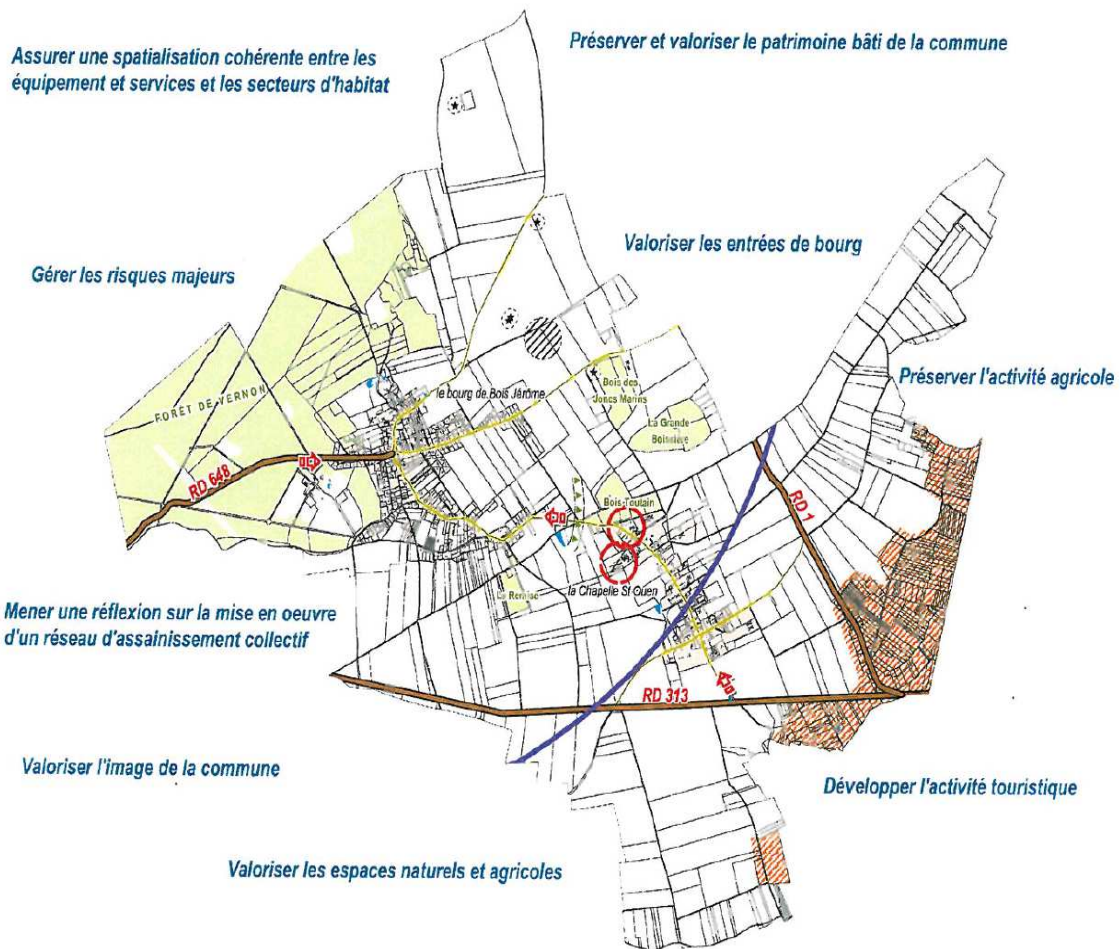 Assurer une spatialisation cohérente entre les
équipement et services et les secteurs d'habitat
Préserver et valoriser le patrimoine bâti de la commune
Valoriser les entrées de bourg
Gérer les risques majeurs
Préserver l'activité agricole
le bourg de Bois Jérôme
Bois des
Joncs Marins
La Grande
Boissière
FORÊT DE VERNON
RD 648
RD 1
Bois-Toutain
La Remise
la Chapelle St Ouen
Mener une réflexion sur la mise en oeuvre
d'un réseau d'assainissement collectif
RD 313
Valoriser l'image de la commune
Développer l'activité touristique
Valoriser les espaces naturels et agricoles